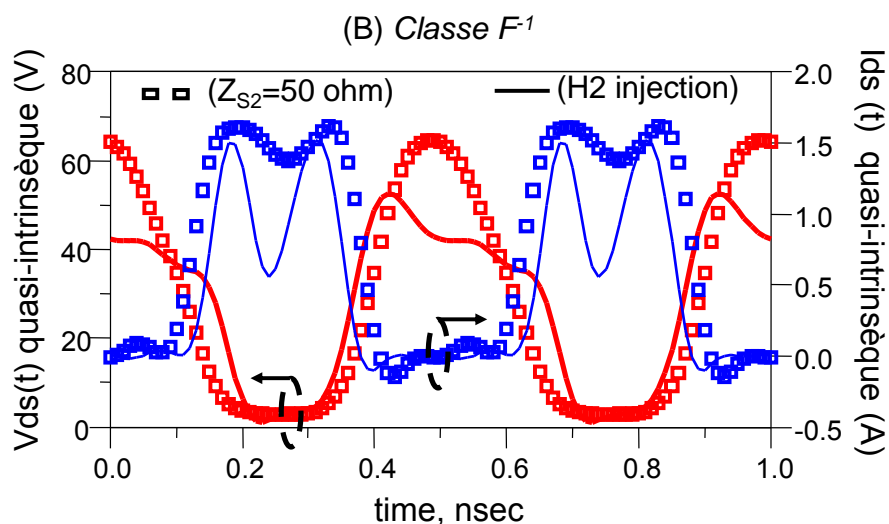 (B) Classe F-1
Vds(t) quasi-intrinsèque (V)
80
60
40
20
0
(ZS2=50 ohm)
(H2 injection)
2.0
1.5
1.0
0.5
0.0
-0.5
Ids (t) quasi-intrinsèque (A)
0.0 0.2 0.4 0.6 0.8 1.0
time, nsec